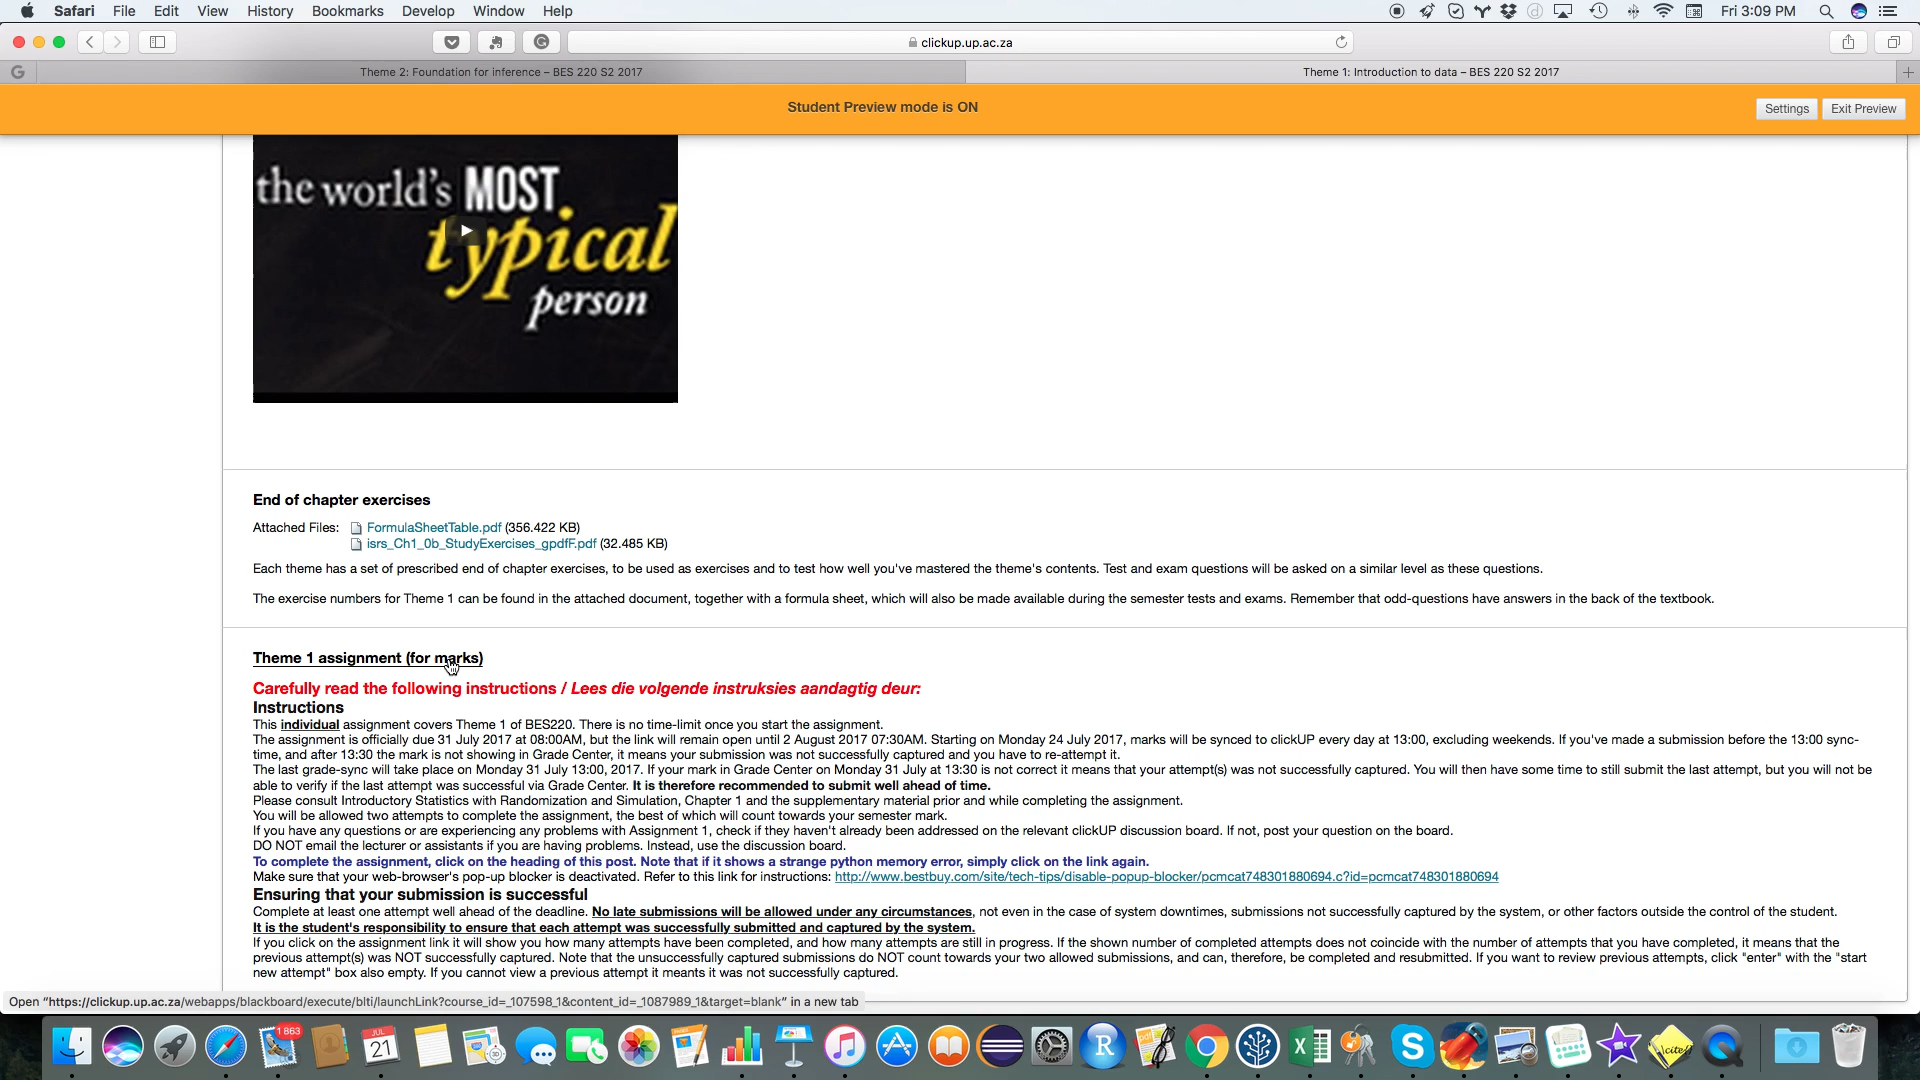 Safari File Edit View History Bookmarks Develop Window Help Fri 3:09 PM
clickup.up.ac.za
G Theme 2: Foundation for inference – BES 220 S2 2017 Theme 1: Introduction to data – BES 220 S2 2017
Student Preview mode is ON Settings Exit Preview
the world's MOST
typical
person
End of chapter exercises
Attached Files: FormulaSheetTable.pdf (356.422 KB)
isrs_Ch1_0b_StudyExercises_gpdfF.pdf (32.485 KB)
Each theme has a set of prescribed end of chapter exercises, to be used as exercises and to test how well you've mastered the theme's contents. Test and exam questions will be asked on a similar level as these questions.
The exercise numbers for Theme 1 can be found in the attached document, together with a formula sheet, which will also be made available during the semester tests and exams. Remember that odd-questions have answers in the back of the textbook.
Theme 1 assignment (for marks)
Carefully read the following instructions / Lees die volgende instruksies aandagtig deur:
Instructions
This individual assignment covers Theme 1 of BES220. There is no time-limit once you start the assignment.
The assignment is officially due 31 July 2017 at 08:00AM, but the link will remain open until 2 August 2017 07:30AM. Starting on Monday 24 July 2017, marks will be synced to clickUP every day at 13:00, excluding weekends. If you've made a submission before the 13:00 sync-
time, and after 13:30 the mark is not showing in Grade Center, it means your submission was not successfully captured and you have to re-attempt it.
The last grade-sync will take place on Monday 31 July 13:00, 2017. If your mark in Grade Center on Monday 31 July at 13:30 is not correct it means that your attempt(s) was not successfully captured. You will then have some time to still submit the last attempt, but you will not be
able to verify if the last attempt was successful via Grade Center. It is therefore recommended to submit well ahead of time.
Please consult Introductory Statistics with Randomization and Simulation, Chapter 1 and the supplementary material prior and while completing the assignment.
You will be allowed two attempts to complete the assignment, the best of which will count towards your semester mark.
If you have any questions or are experiencing any problems with Assignment 1, check if they haven't already been addressed on the relevant clickUP discussion board. If not, post your question on the board.
DO NOT email the lecturer or assistants if you are having problems. Instead, use the discussion board.
To complete the assignment, click on the heading of this post. Note that if it shows a strange python memory error, simply click on the link again.
Make sure that your web-browser's pop-up blocker is deactivated. Refer to this link for instructions: http://www.bestbuy.com/site/tech-tips/disable-popup-blocker/pcmcat748301880694.c?id=pcmcat748301880694
Ensuring that your submission is successful
Complete at least one attempt well ahead of the deadline. No late submissions will be allowed under any circumstances, not even in the case of system downtimes, submissions not successfully captured by the system, or other factors outside the control of the student.
It is the student's responsibility to ensure that each attempt was successfully submitted and captured by the system.
If you click on the assignment link it will show you how many attempts have been completed, and how many attempts are still in progress. If the shown number of completed attempts does not coincide with the number of attempts that you have completed, it means that the
previous attempt(s) was NOT successfully captured. Note that the unsuccessfully captured submissions do NOT count towards your two allowed submissions, and can, therefore, be completed and resubmitted. If you want to review previous attempts, click "enter" with the "start
new attempt" box also empty. If you cannot view a previous attempt it meants it was not successfully captured.
Open "https://clickup.up.ac.za/webapps/blackboard/execute/blti/launchLink?course_id=_107598_1&content_id=_1087989_1&target=blank" in a new tab
1 863
JUL
21
R
X
S